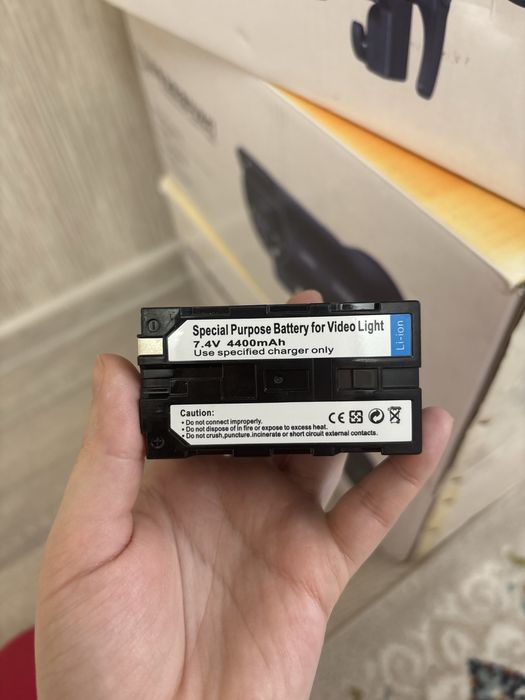 Special Purpose Battery for Video Light
7.4V 4400mAh
Use specified charger only
Li-ion
Caution:
• Do not connect improperly.
• Do not dispose of in fire or expose to excess heat.
• Do not crush,puncture,incinerate or short circuit external contacts.
CE